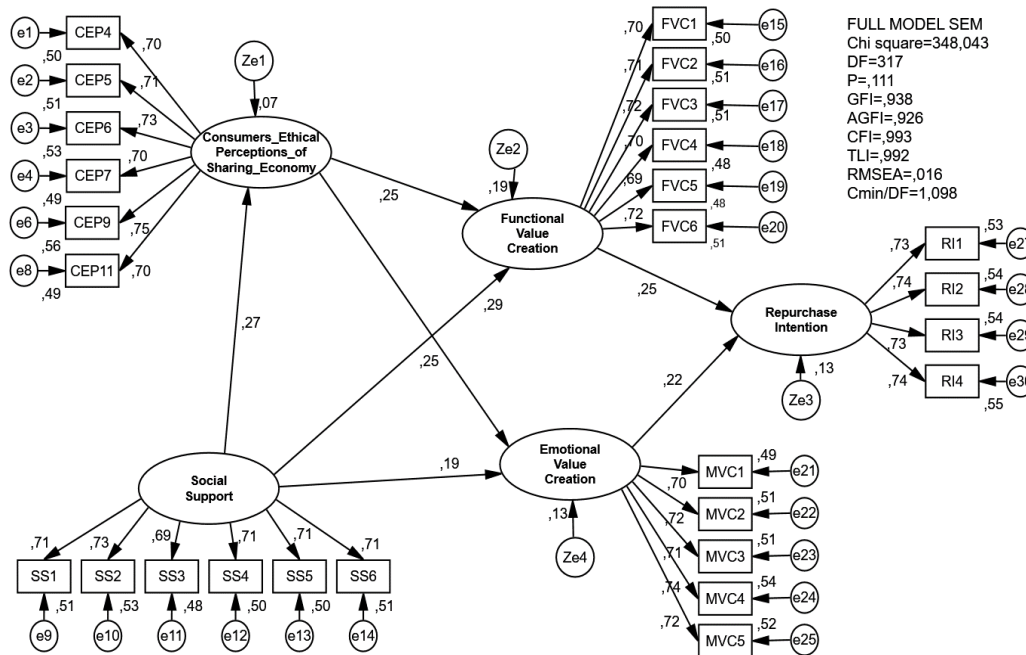 FULL MODEL SEM
Chi square=348,043
DF=317
P=,111
GFI=,938
AGFI=,926
CFI=,993
TLI=,992
RMSEA=,016
Cmin/DF=1,098
e1
CEP4
,50
,70
e2
CEP5
,51
,71
e3
CEP6
,53
,73
e4
CEP7
,49
,70
e6
CEP9
,56
,75
e8
CEP11
,49
,70
Ze1
,07
Consumers_Ethical
Perceptions_of
Sharing_Economy
,25
,25
,27
Ze2
,19
Functional
Value
Creation
,29
,25
,70
FVC1
,50
e15
,71
FVC2
,51
e16
,72
FVC3
,51
e17
,70
FVC4
,48
e18
,69
FVC5
,48
e19
,72
FVC6
,51
e20
Repurchase
Intention
,13
Ze3
,73
RI1
,53
e27
,74
RI2
,54
e28
,73
RI3
,54
e29
,74
RI4
,55
e30
,22
Social
Support
,19
Emotional
Value
Creation
,13
Ze4
,49
MVC1
e21
,70
,51
MVC2
e22
,72
,51
MVC3
e23
,71
,54
MVC4
e24
,74
,52
MVC5
e25
,72
,71
,73
,69
,71
,71
,71
SS1
SS2
SS3
SS4
SS5
SS6
,51
,53
,48
,50
,50
,51
e9
e10
e11
e12
e13
e14